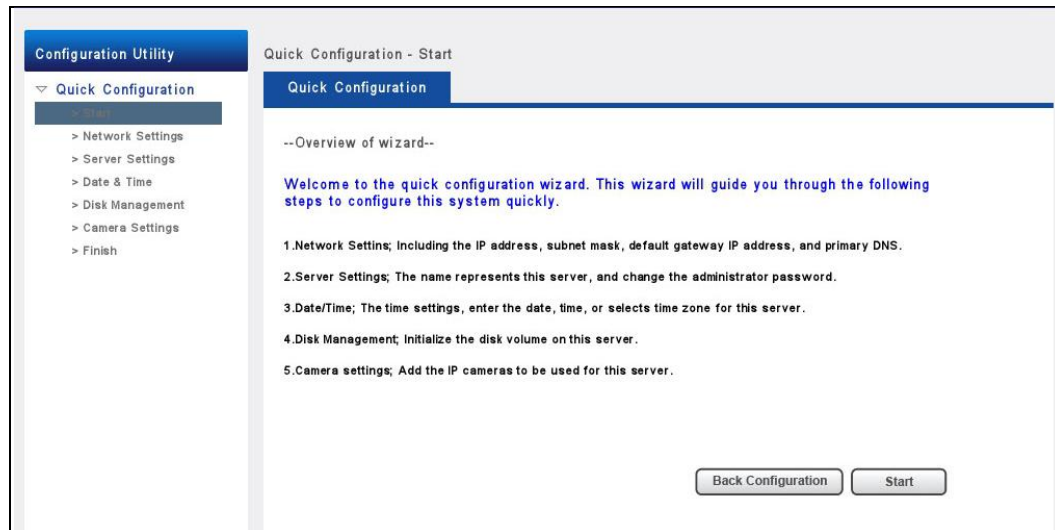 Configuration Utility
Quick Configuration
> Start
> Network Settings
> Server Settings
> Date & Time
> Disk Management
> Camera Settings
> Finish
Quick Configuration - Start
Quick Configuration
--Overview of wizard--
Welcome to the quick configuration wizard. This wizard will guide you through the following
steps to configure this system quickly.
1.Network Settins; Including the IP address, subnet mask, default gateway IP address, and primary DNS.
2.Server Settings; The name represents this server, and change the administrator password.
3.Date/Time; The time settings, enter the date, time, or selects time zone for this server.
4.Disk Management; Initialize the disk volume on this server.
5.Camera settings; Add the IP cameras to be used for this server.
Back Configuration
Start